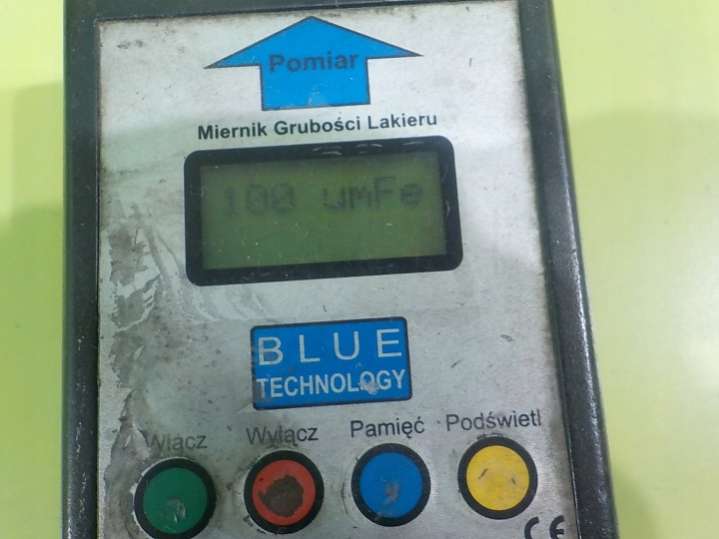 Pomiar
Miernik Grubości Lakieru
100 umFe
BLUE
TECHNOLOGY
Włącz Wyłącz Pamięć Podświetl
CE